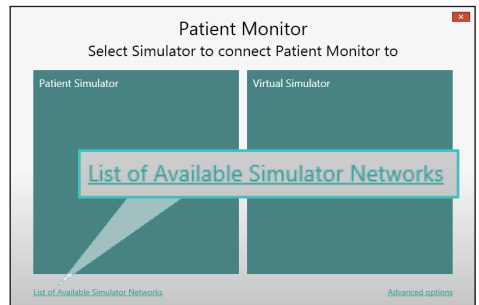 Patient Monitor
Select Simulator to connect Patient Monitor to
Patient Simulator
Virtual Simulator
List of Available Simulator Networks
List of Available Simulator Networks
Advanced options